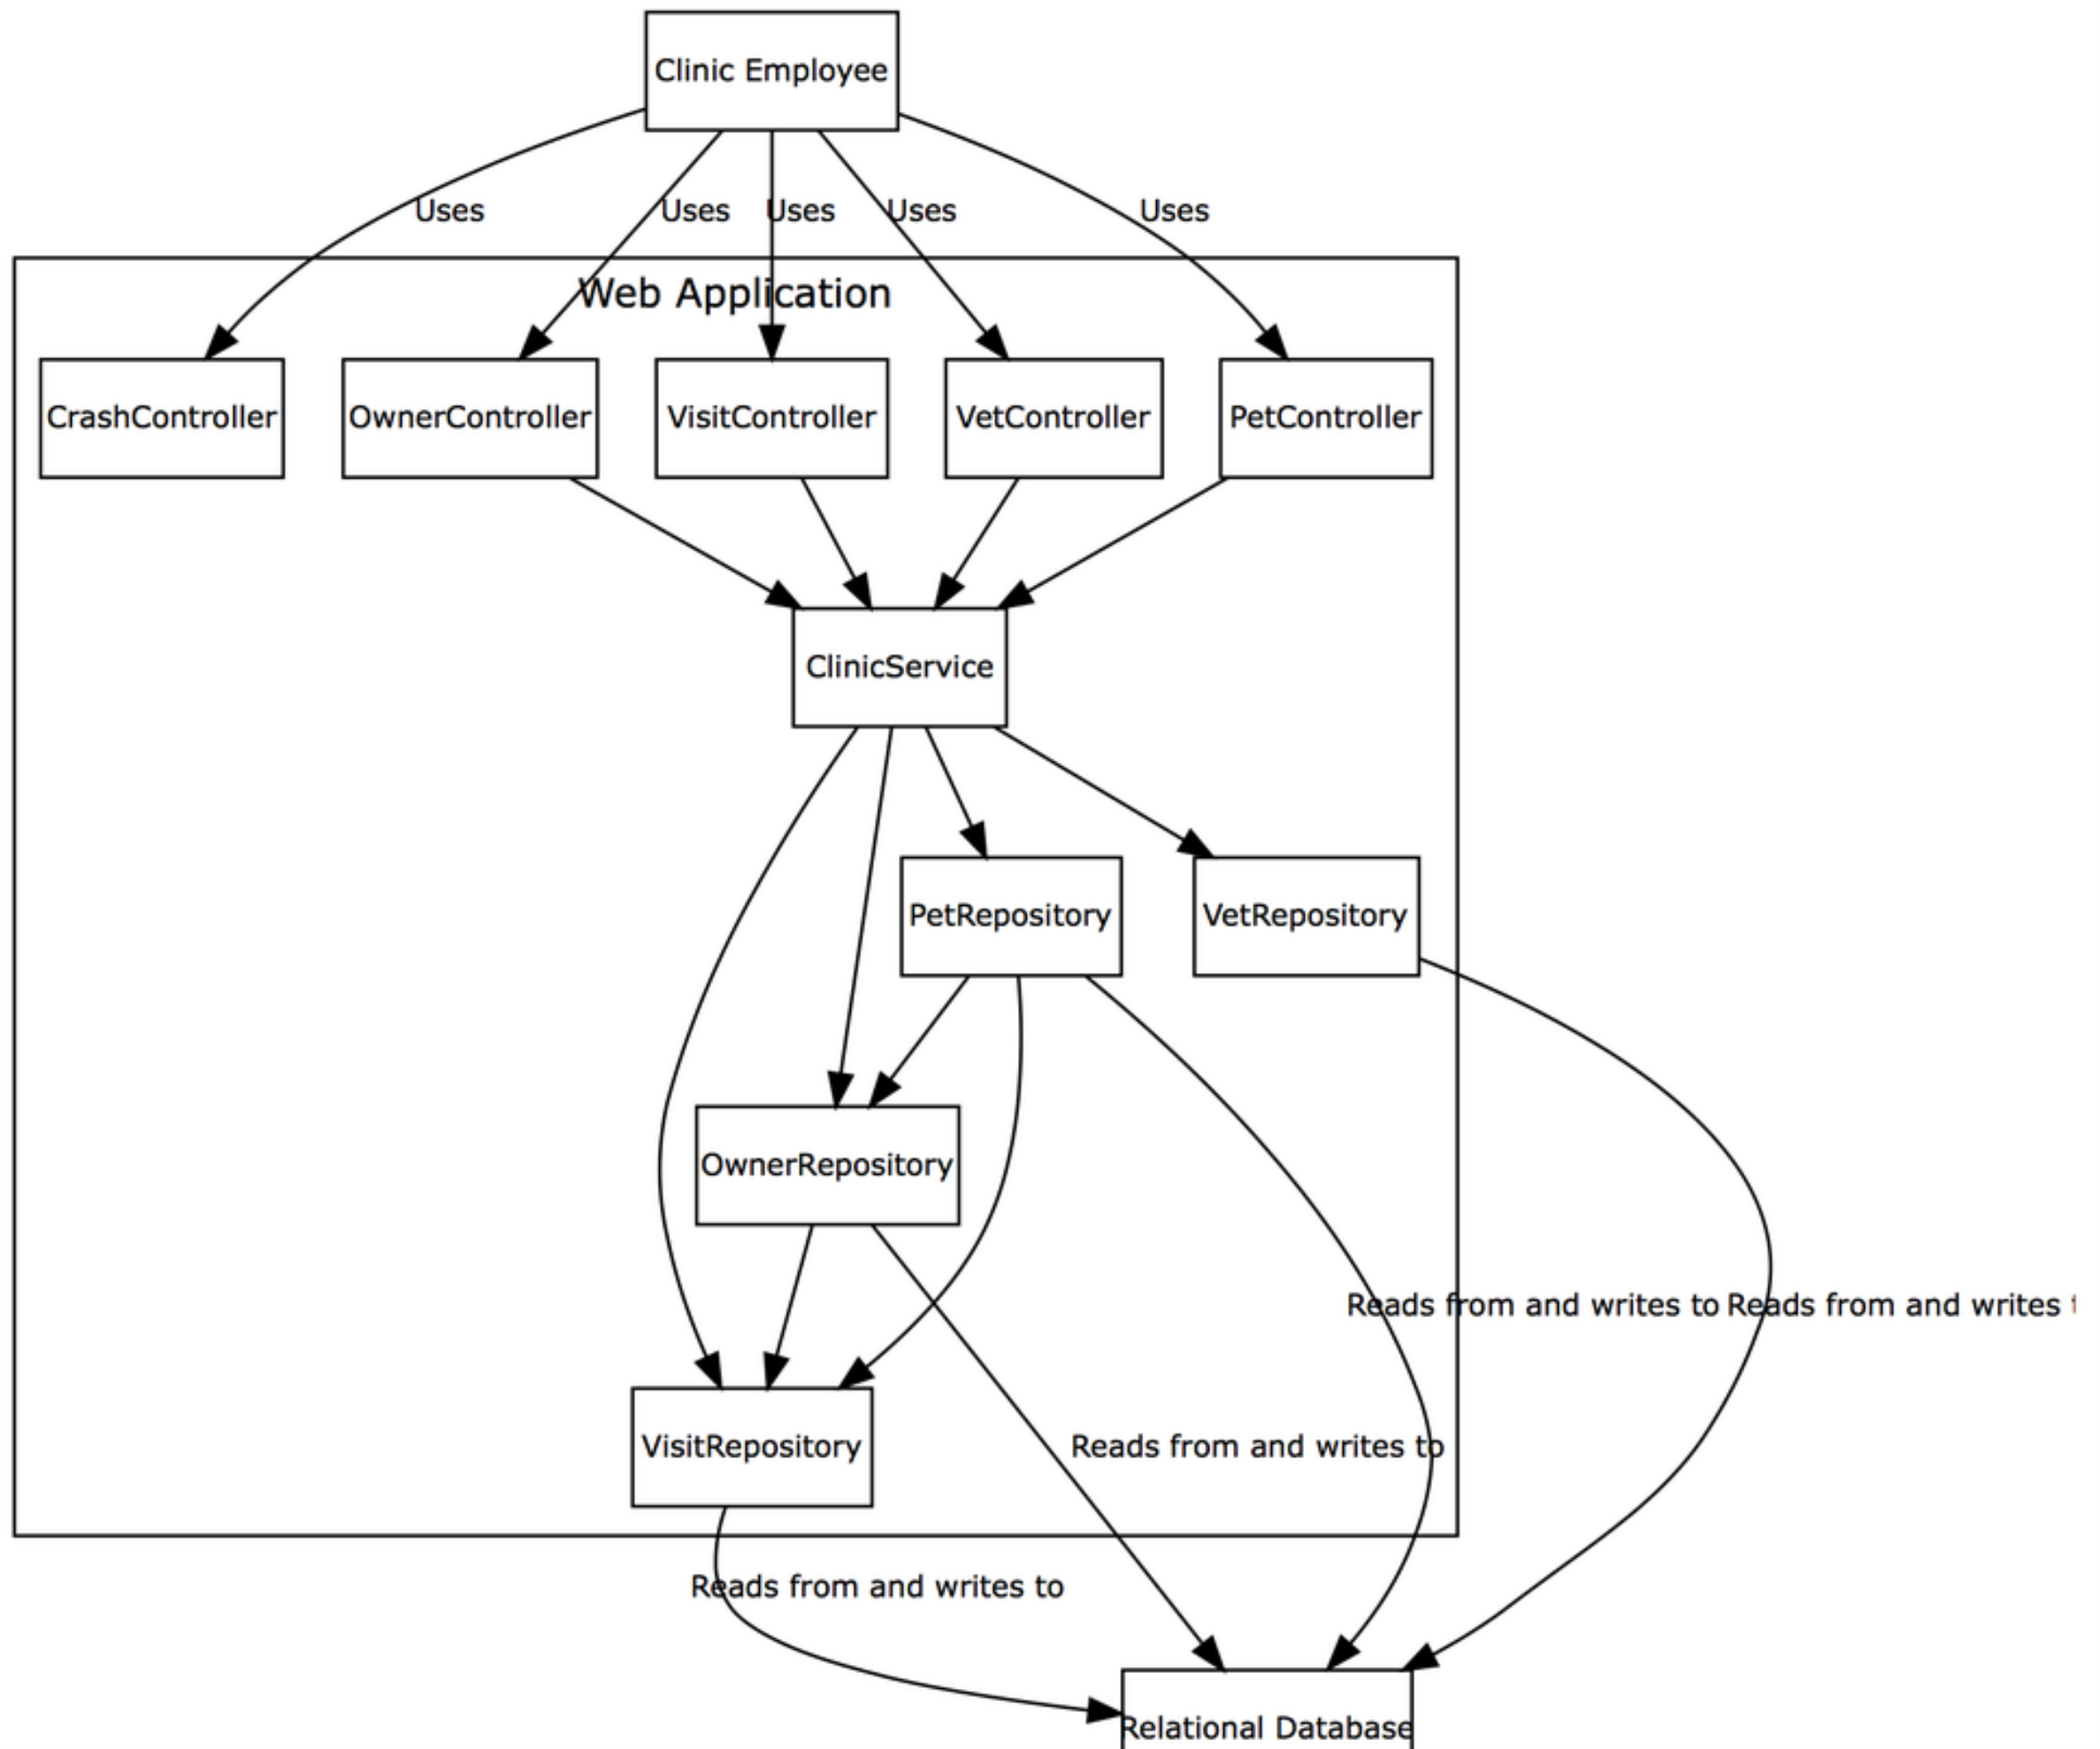 Clinic Employee
Uses
Uses
Uses
Uses
Uses
Web Application
CrashController
OwnerController
VisitController
VetController
PetController
ClinicService
PetRepository
VetRepository
OwnerRepository
Reads from and writes to
Reads from and writes
VisitRepository
Reads from and writes to
Reads from and writes to
Relational Database